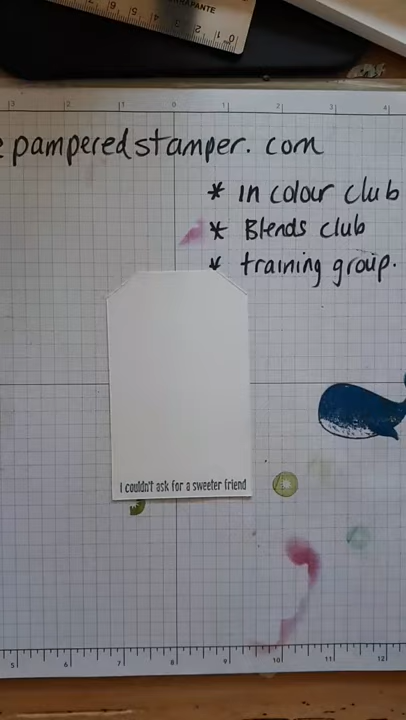 pamperedstamper. com
* in colour club
* Blends club
* training group.
I couldn't ask for a sweeter friend